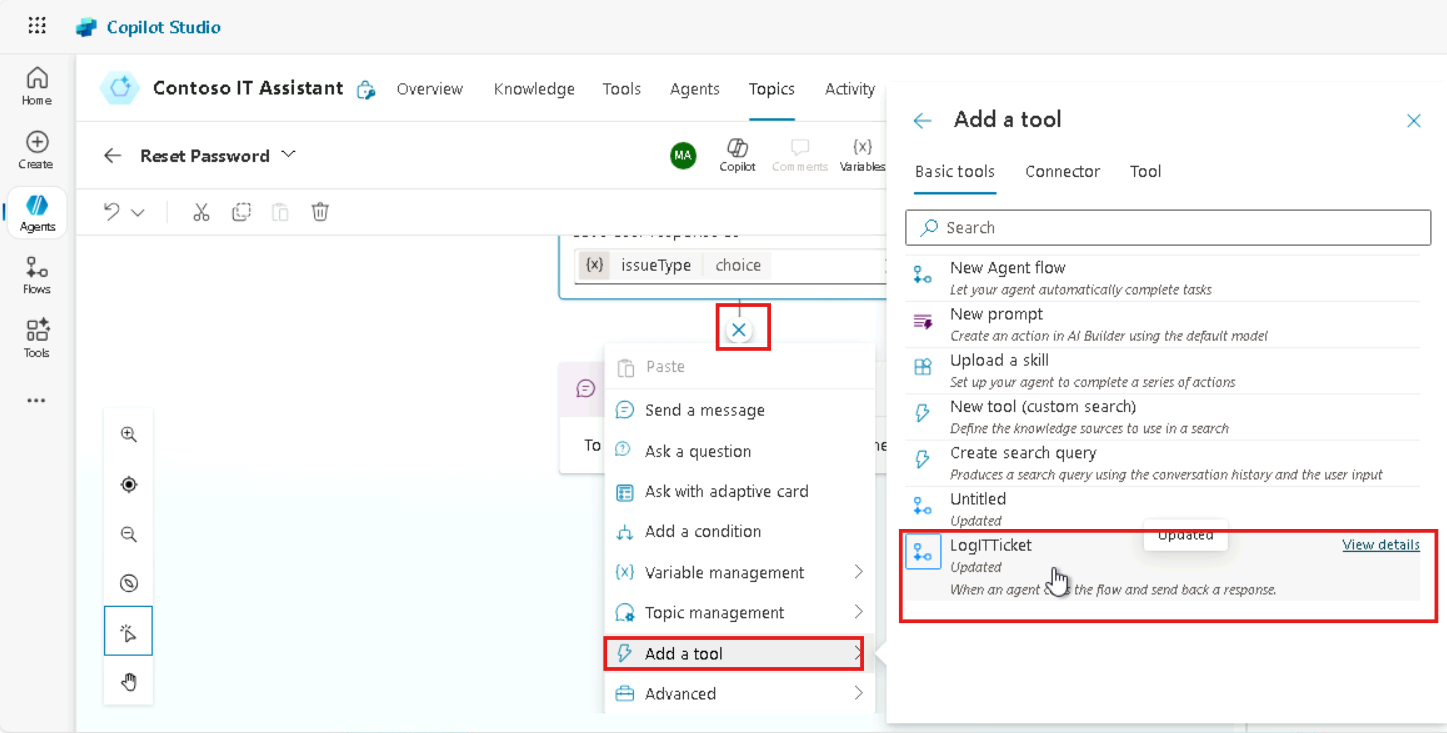 Copilot Studio
Home
Create
Agents
Flows
Tools
Contoso IT Assistant
Overview
Knowledge
Tools
Agents
Topics
Activity
Reset Password
MA
Copilot
Comments
{x}
Variables
{x} issueType choice
To
Paste
Send a message
Ask a question
Ask with adaptive card
Add a condition
{x} Variable management
Topic management
Add a tool
Advanced
Add a tool
Basic tools
Connector
Tool
Search
New Agent flow
Let your agent automatically complete tasks
New prompt
Create an action in AI Builder using the default model
Upload a skill
Set up your agent to complete a series of actions
New tool (custom search)
Define the knowledge sources to use in a search
Create search query
Produces a search query using the conversation history and the user input
Untitled
Updated
Updated
LogITTicket
View details
Updated
When an agent the flow and send back a response.